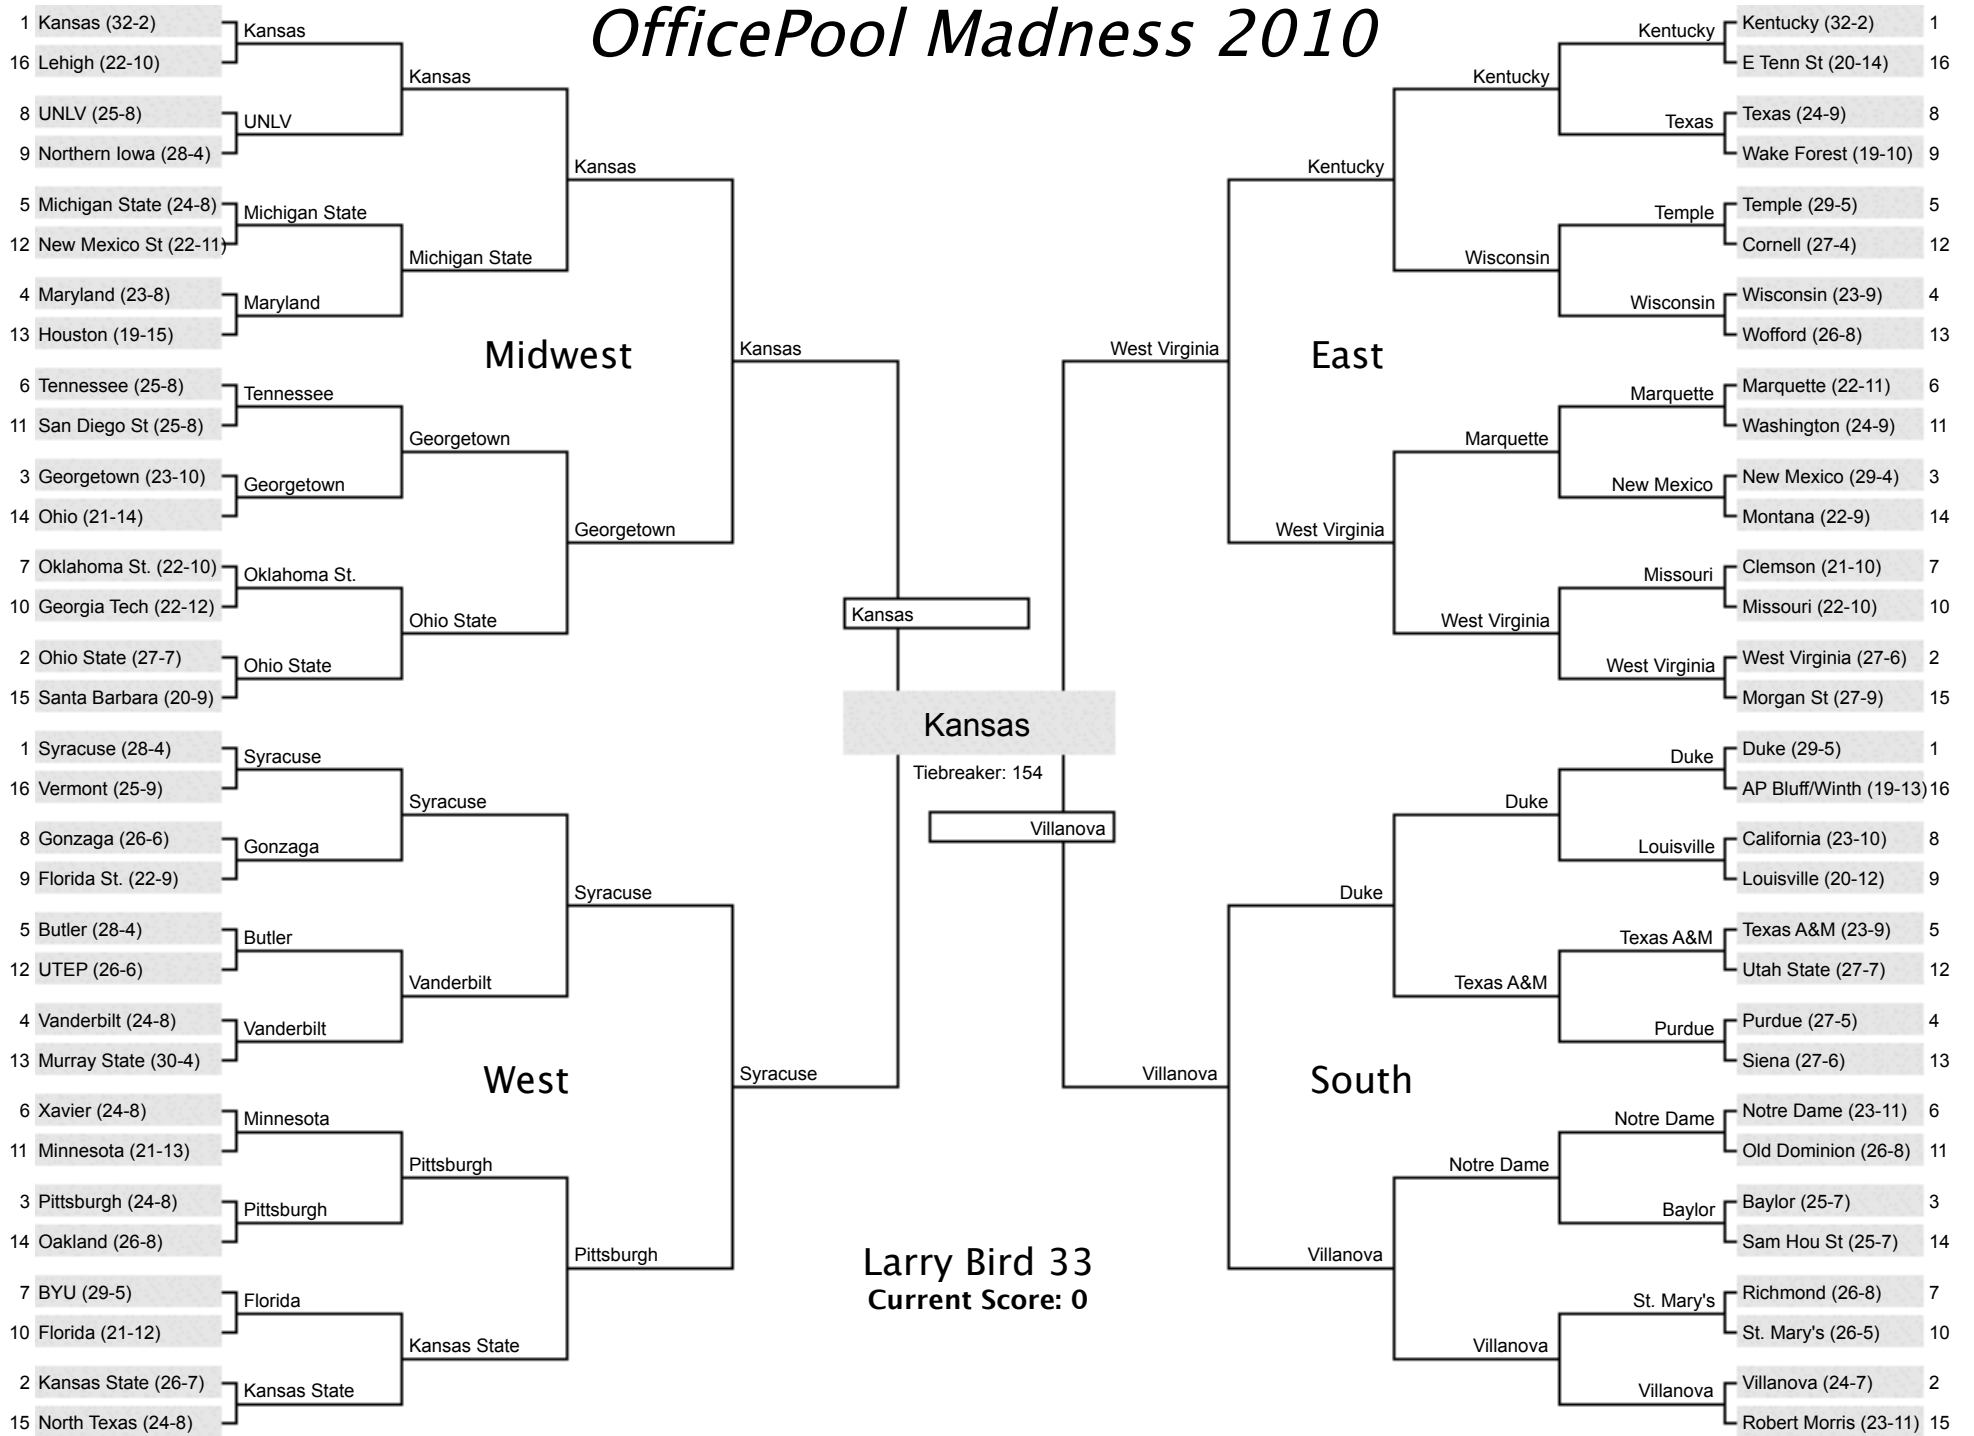 OfficePool Madness 2010
1 Kansas (32-2)
16 Lehigh (22-10)
8 UNLV (25-8)
9 Northern Iowa (28-4)
5 Michigan State (24-8)
12 New Mexico St (22-11)
4 Maryland (23-8)
13 Houston (19-15)
6 Tennessee (25-8)
11 San Diego St (25-8)
3 Georgetown (23-10)
14 Ohio (21-14)
7 Oklahoma St. (22-10)
10 Georgia Tech (22-12)
2 Ohio State (27-7)
15 Santa Barbara (20-9)
Kansas
UNLV
Michigan State
Maryland
Tennessee
Georgetown
Oklahoma St.
Ohio State
Kansas
Michigan State
Georgetown
Ohio State
Kansas
Georgetown
Midwest
Kansas
1 Syracuse (28-4)
16 Vermont (25-9)
8 Gonzaga (26-6)
9 Florida St. (22-9)
5 Butler (28-4)
12 UTEP (26-6)
4 Vanderbilt (24-8)
13 Murray State (30-4)
6 Xavier (24-8)
11 Minnesota (21-13)
3 Pittsburgh (24-8)
14 Oakland (26-8)
7 BYU (29-5)
10 Florida (21-12)
2 Kansas State (26-7)
15 North Texas (24-8)
Syracuse
Gonzaga
Butler
Vanderbilt
Minnesota
Pittsburgh
Florida
Kansas State
Syracuse
Vanderbilt
Pittsburgh
Kansas State
Syracuse
Pittsburgh
West
Syracuse
Kansas
Kansas
Tiebreaker: 154
Villanova
Larry Bird 33
Current Score: 0
Kentucky (32-2) 1
E Tenn St (20-14) 16
Texas (24-9) 8
Wake Forest (19-10) 9
Temple (29-5) 5
Cornell (27-4) 12
Wisconsin (23-9) 4
Wofford (26-8) 13
Marquette (22-11) 6
Washington (24-9) 11
New Mexico (29-4) 3
Montana (22-9) 14
Clemson (21-10) 7
Missouri (22-10) 10
West Virginia (27-6) 2
Morgan St (27-9) 15
Kentucky
Texas
Temple
Wisconsin
Marquette
New Mexico
Missouri
West Virginia
Kentucky
Wisconsin
Marquette
West Virginia
Kentucky
West Virginia
East
West Virginia
Duke (29-5) 1
AP Bluff/Winth (19-13) 16
California (23-10) 8
Louisville (20-12) 9
Texas A&M (23-9) 5
Utah State (27-7) 12
Purdue (27-5) 4
Siena (27-6) 13
Notre Dame (23-11) 6
Old Dominion (26-8) 11
Baylor (25-7) 3
Sam Hou St (25-7) 14
Richmond (26-8) 7
St. Mary's (26-5) 10
Villanova (24-7) 2
Robert Morris (23-11) 15
Duke
Louisville
Texas A&M
Purdue
Notre Dame
Baylor
St. Mary's
Villanova
Duke
Texas A&M
Notre Dame
Villanova
Duke
Villanova
South
Villanova